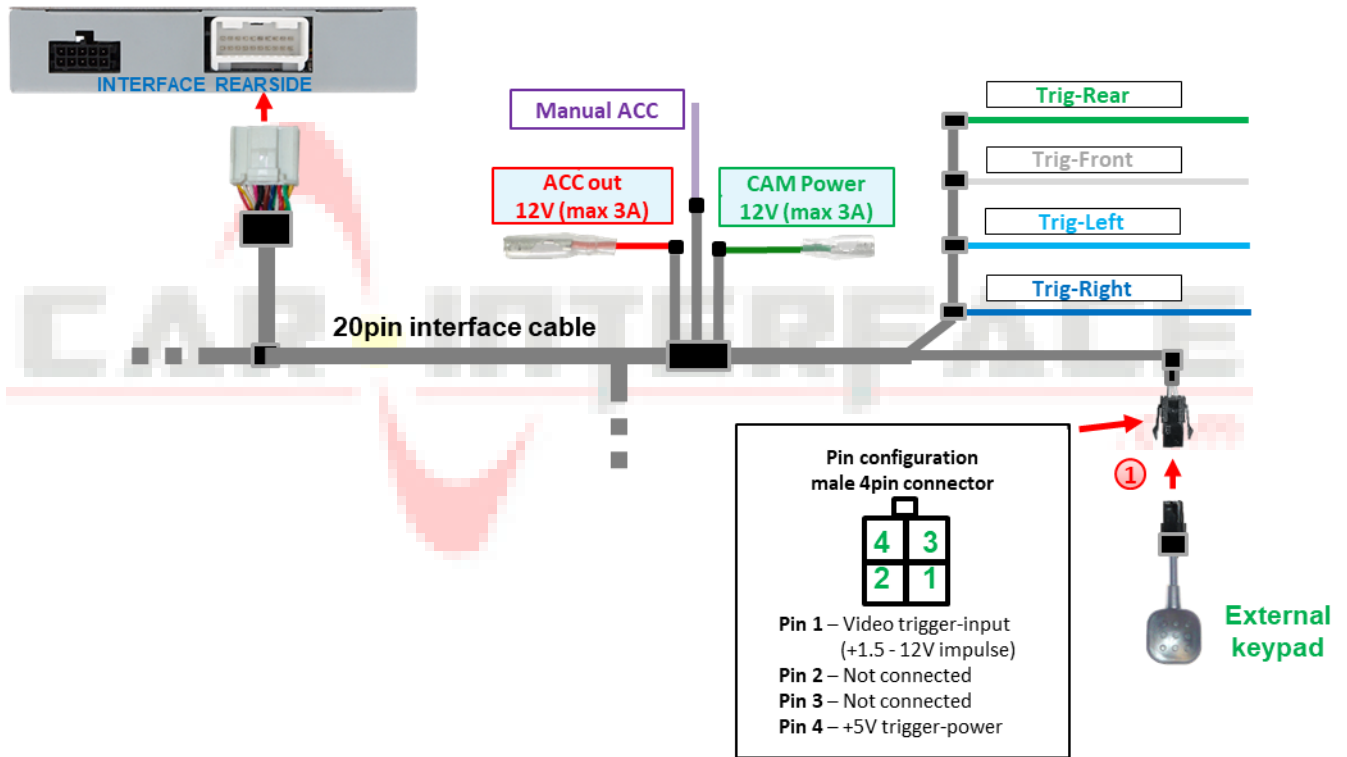 INTERFACE REARSIDE
Manual ACC
ACC out
12V (max 3A)
CAM Power
12V (max 3A)
Trig-Rear
Trig-Front
Trig-Left
Trig-Right
20pin interface cable
CAR INTERFACE
.com
Pin configuration
male 4pin connector
4 3
2 1
Pin 1 – Video trigger-input
(+1.5 - 12V impulse)
Pin 2 – Not connected
Pin 3 – Not connected
Pin 4 – +5V trigger-power
1
External
keypad